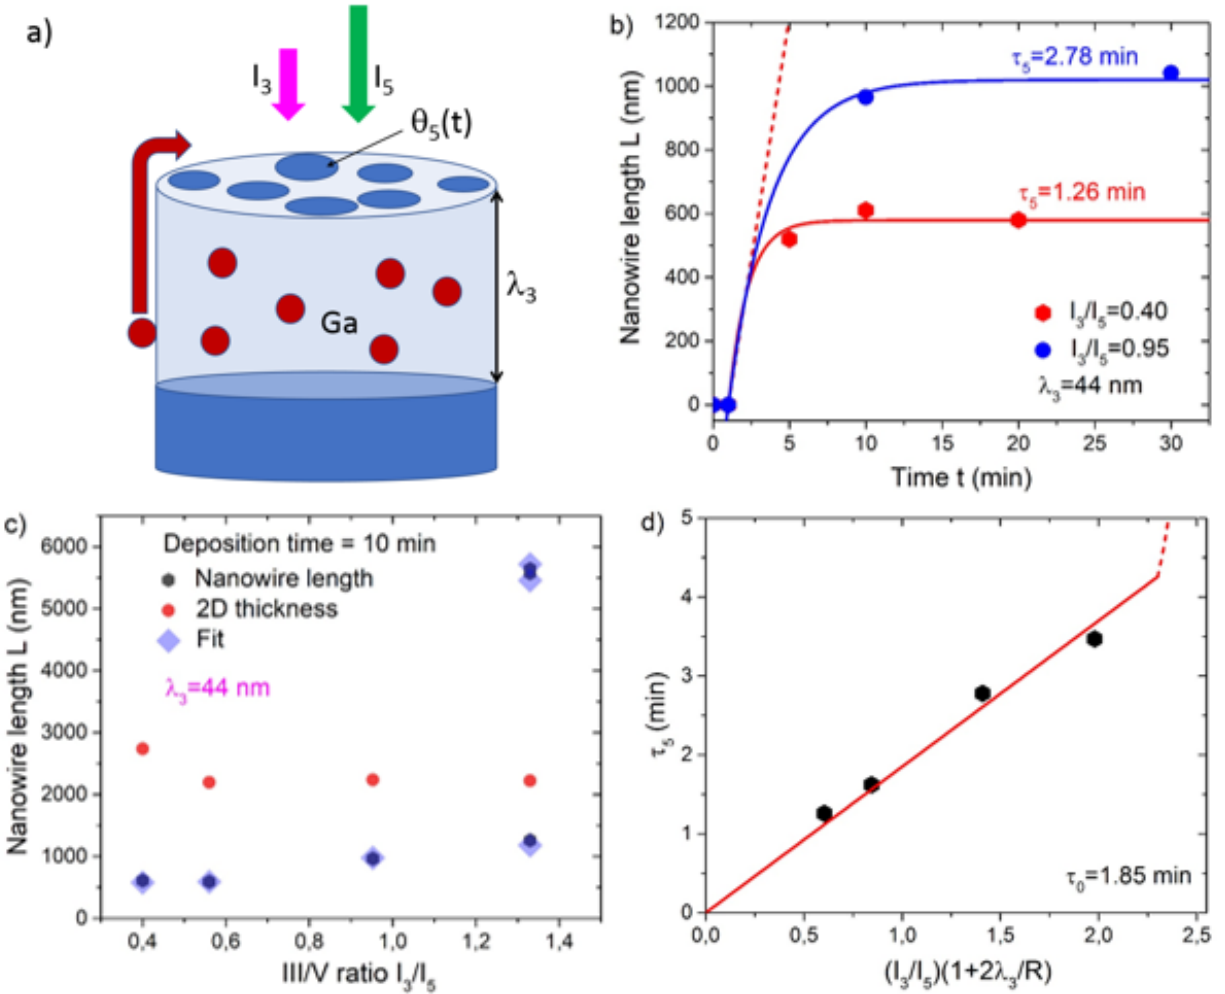 a)
I₃
I₅
θ₅(t)
λ₃
Ga
b)
Nanowire length L (nm)
1200
1000
800
600
400
200
0
τ₅=2.78 min
τ₅=1.26 min
I₃/I₅=0.40
I₃/I₅=0.95
λ₃=44 nm
0 5 10 15 20 25 30
Time t (min)
c)
Nanowire length L (nm)
6000
5000
4000
3000
2000
1000
0
Deposition time = 10 min
Nanowire length
2D thickness
Fit
λ₃=44 nm
0,4 0,6 0,8 1,0 1,2 1,4
III/V ratio I₃/I₅
d)
τ₅ (min)
5
4
3
2
1
0
τ₀=1.85 min
0,0 0,5 1,0 1,5 2,0 2,5
(I₃/I₅)(1+2λ₃/R)